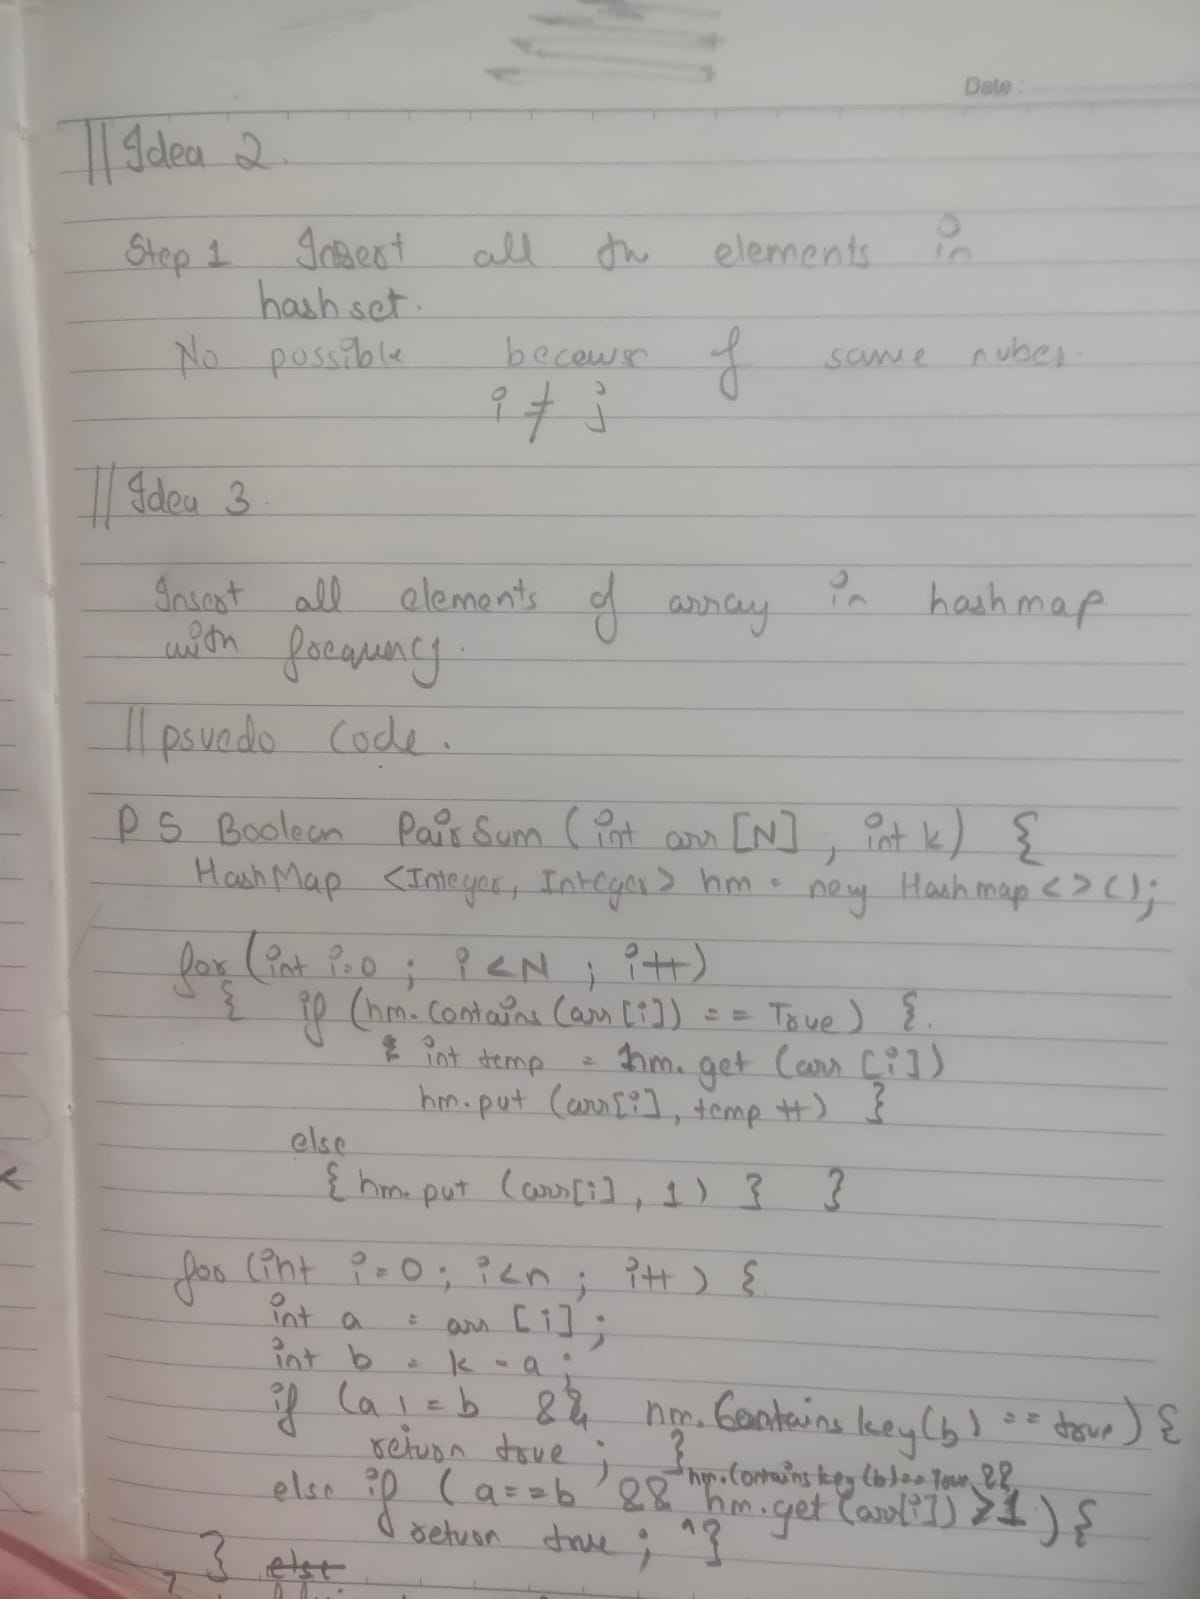 Date :
// Idea 2.
Step 1 Insert all the elements in
hash set.
No possible because of same nuber.
i ≠ j
// Idea 3.
Insert all elements of array in hashmap
with frequency.
// psuedo Code.
P S Boolean PairSum (int arr [N], int k) {
HashMap <Integer, Integer> hm = new Hashmap <> ();
for (int i=0 ; i<N ; i++)
{ if (hm. Contains (arr [i]) == True) {.
int temp = hm. get (arr [i])
hm. put (arr[i], temp ++) }
else
{ hm. put (arr[i], 1) } }
for (int i=0; i<n ; i++) {
int a = arr [i];
int b = k - a ;
if (a != b && hm. Contains key(b) == true) {
return true ; }
hm. Contains key (b)== True &&
else if (a==b && hm.get (arr[i]) >1) {
return true ; }
} else